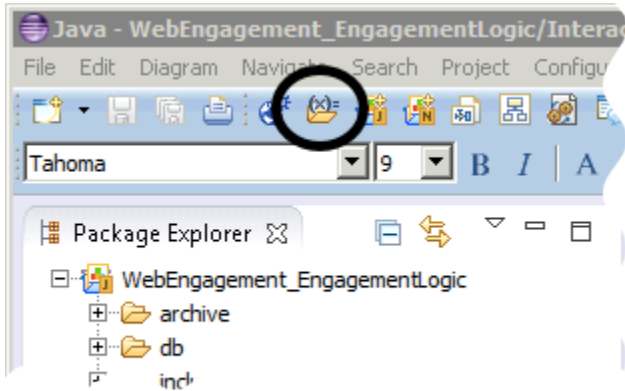 Java - WebEngagement_EngagementLogic/Interac
File Edit Diagram Navigate Search Project Configu
(x)= J N
Tahoma 9 B I A
Package Explorer
J WebEngagement_EngagementLogic
archive
db